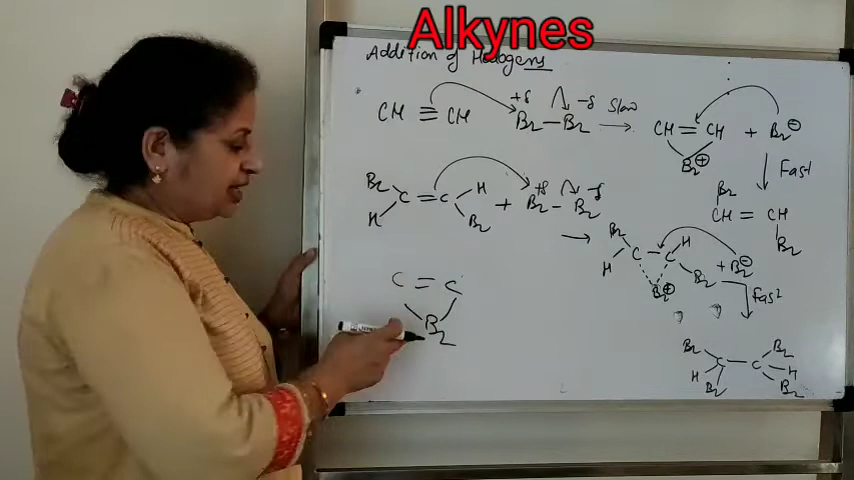 Alkynes
Addition of Halogens
CH ≡ CH +δ Br — Br -δ Slow → CH = CH + Br⊖
Br⊕
Fast
Br
CH = CH
Br
Br C = C H + +δ Br — Br -δ
H Br
→ Br C — C H + Br⊖
H Br
Br⊕
Fast
C = C
Br
Br C — C Br
H H
Br Br